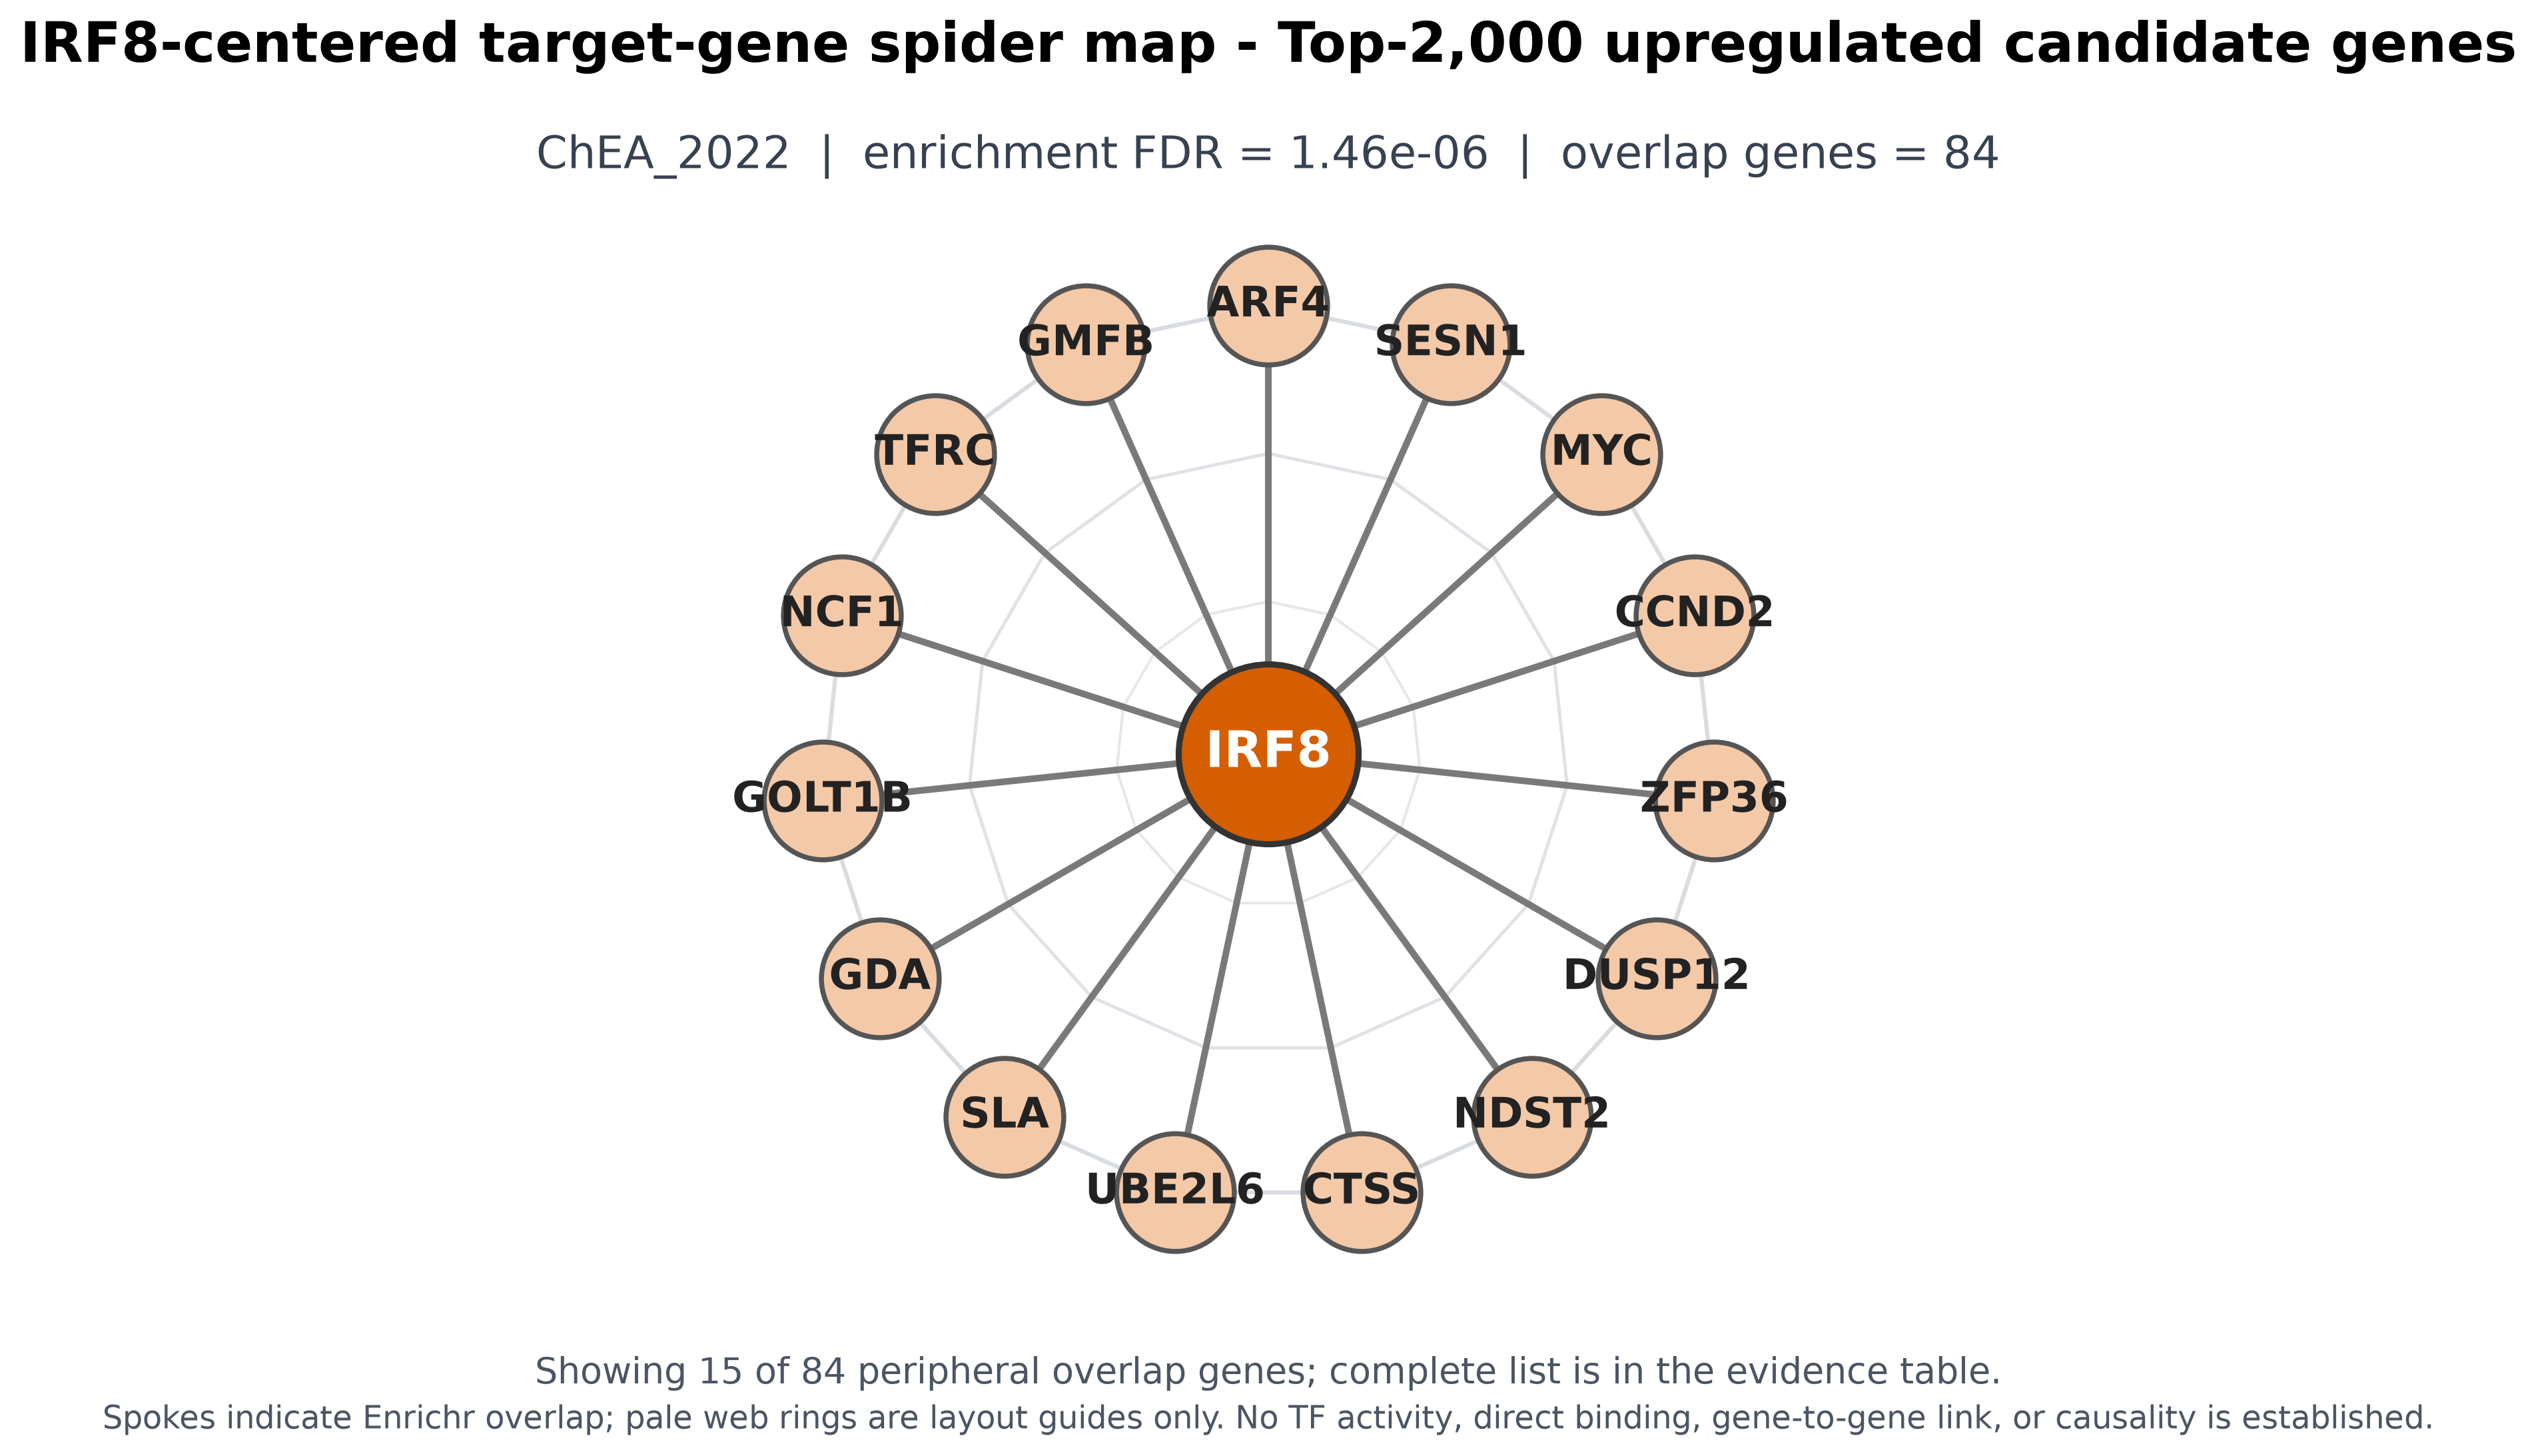 IRF8-centered target-gene spider map - Top-2,000 upregulated candidate genes
ChEA_2022 | enrichment FDR = 1.46e-06 | overlap genes = 84
ARF4
GMFB
SESN1
TFRC
MYC
NCF1
CCND2
IRF8
GOLT1B
ZFP36
GDA
DUSP12
SLA
NDST2
UBE2L6
CTSS
Showing 15 of 84 peripheral overlap genes; complete list is in the evidence table.
Spokes indicate Enrichr overlap; pale web rings are layout guides only. No TF activity, direct binding, gene-to-gene link, or causality is established.